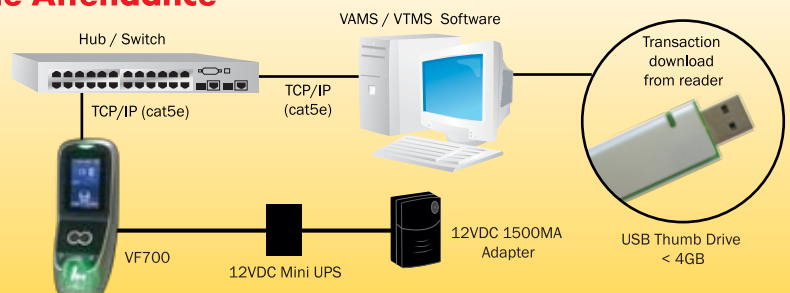 Hub / Switch
VAMS / VTMS Software
Transaction
download
from reader
TCP/IP
(cat5e)
TCP/IP (cat5e)
VF700
12VDC Mini UPS
12VDC 1500MA
Adapter
USB Thumb Drive
< 4GB